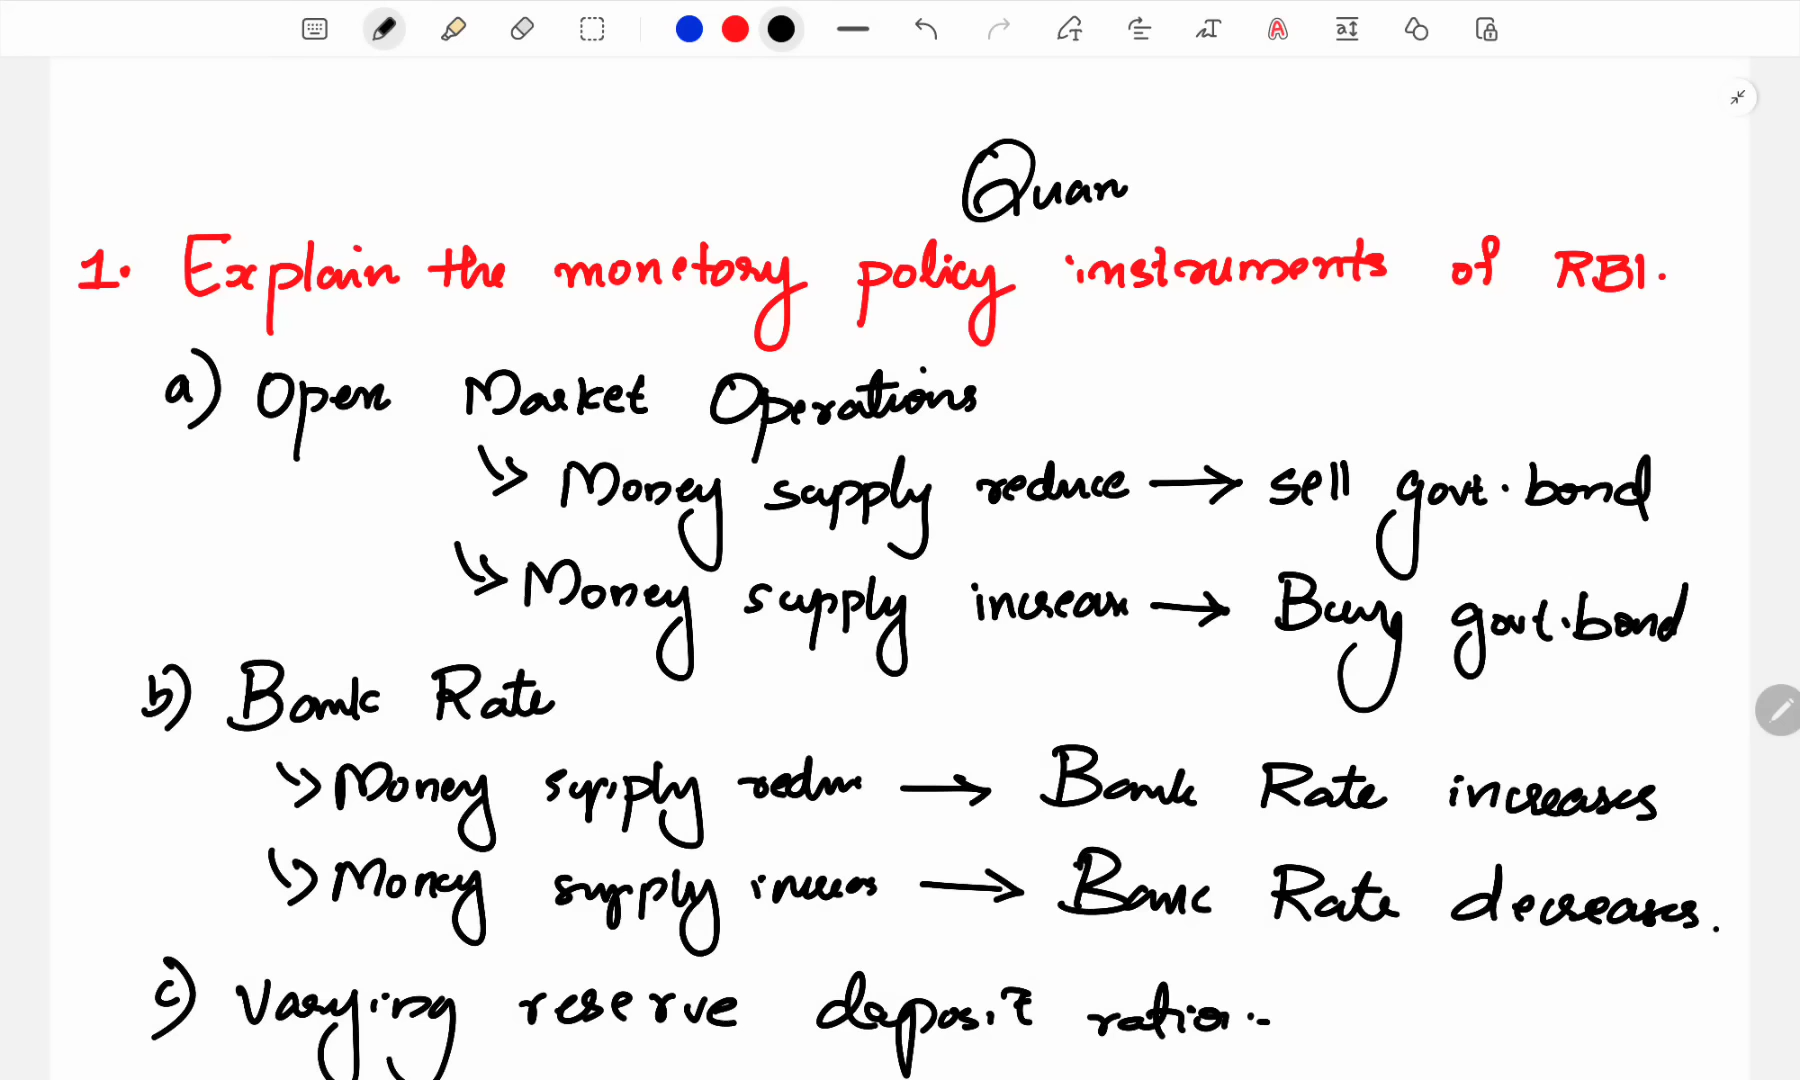 Quan
1. Explain the monetory policy instruments of RBI.
a) Open Market Operations
↳ Money supply reduce → sell govt. bond
↳ Money supply increase → Buy govt. bond
b) Bank Rate
↳ Money supply redu → Bank Rate increases
↳ Money supply increas → Bank Rate decreases.
c) Varying reserve deposit ratio :-